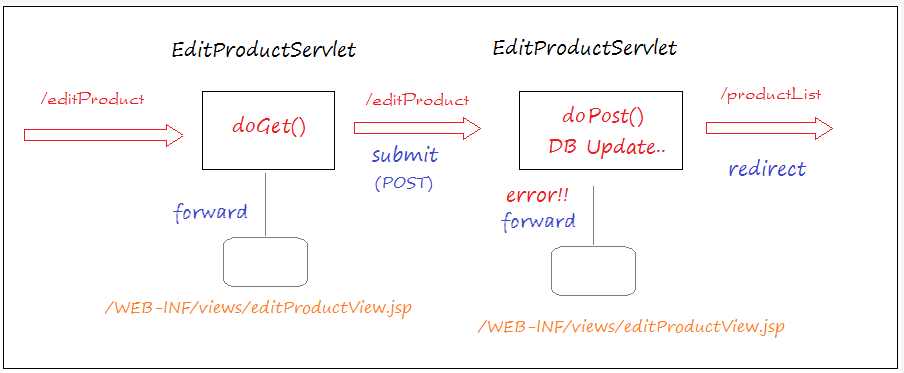 EditProductServlet
EditProductServlet
/editProduct
doGet()
/editProduct
submit
(POST)
doPost()
DB Update..
/productList
redirect
forward
error!!
forward
/WEB-INF/views/editProductView.jsp
/WEB-INF/views/editProductView.jsp